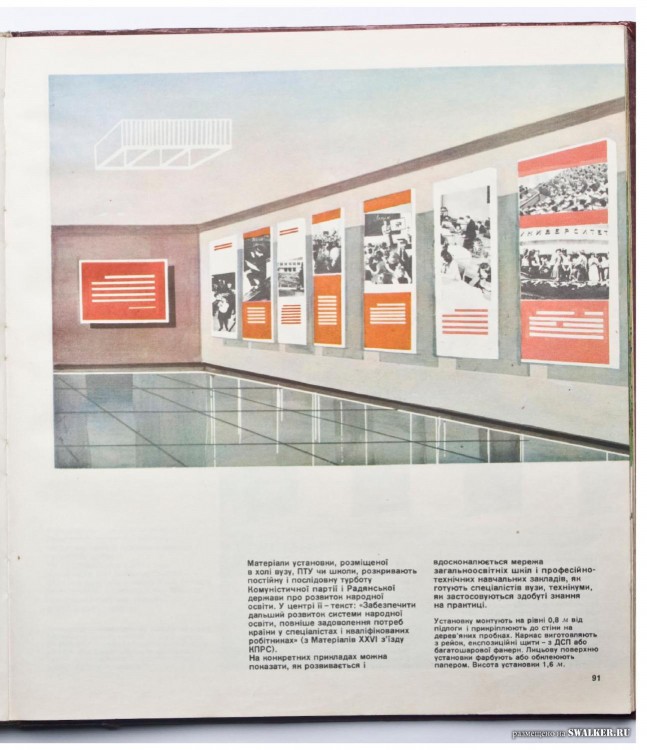 УНИВЕРСИТЕТ
Матеріали установки, розміщеної
в холі вузу, ПТУ чи школи, розкривають
постійну і послідовну турботу
Комуністичної партії і Радянської
держави про розвиток народної
освіти. У центрі її – текст: «Забезпечити
дальший розвиток системи народної
освіти, повніше задоволення потреб
країни у спеціалістах і кваліфікованих
робітниках» (з Матеріалів XXVI з'їзду
КПРС).
На конкретних прикладах можна
показати, як розвивається і
вдосконалюється мережа
загальноосвітніх шкіл і професійно-
технічних навчальних закладів, як
готують спеціалістів вузи, технікуми,
як застосовуються здобуті знання
на практиці.
Установку монтують на рівні 0,8 м від
підлоги і прикріплюють до стіни на
дерев'яних пробках. Каркас виготовляють
з рейок, експозиційні щити – з ДСП або
багатошарової фанери. Лицьову поверхню
установки фарбують або обклеюють
папером. Висота установки 1,6 м.
91
размещено на SWALKER.RU